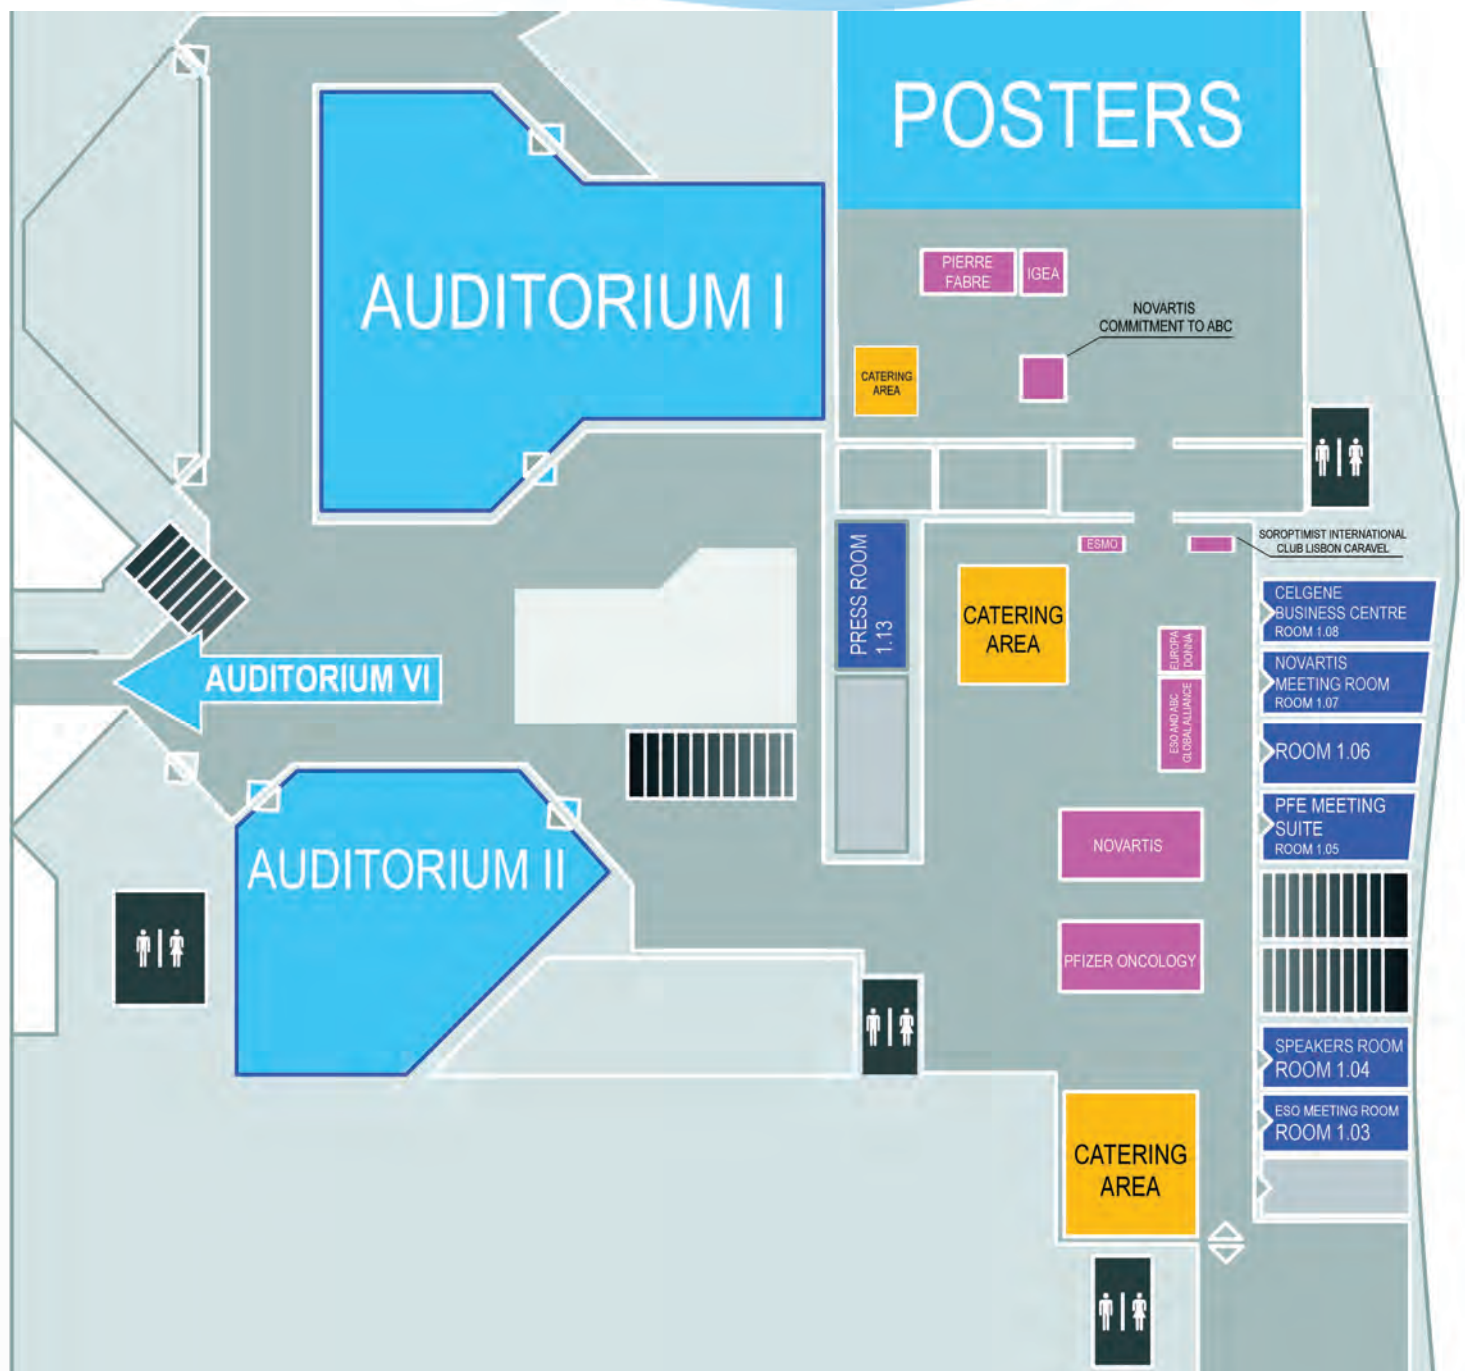 POSTERS
AUDITORIUM I
PIERRE
FABRE
IGEA
NOVARTIS
COMMITMENT TO ABC
CATERING
AREA
SOROPTIMIST INTERNATIONAL
CLUB LISBON CARAVEL
ESMO
PRESS ROOM
1.13
CATERING
AREA
CELGENE
BUSINESS CENTRE
ROOM 1.08
EUROPA
DONNA
NOVARTIS
MEETING ROOM
ROOM 1.07
AUDITORIUM VI
ESO AND ABC
GLOBAL ALLIANCE
ROOM 1.06
PFE MEETING
SUITE
ROOM 1.05
NOVARTIS
AUDITORIUM II
PFIZER ONCOLOGY
SPEAKERS ROOM
ROOM 1.04
ESO MEETING ROOM
ROOM 1.03
CATERING
AREA